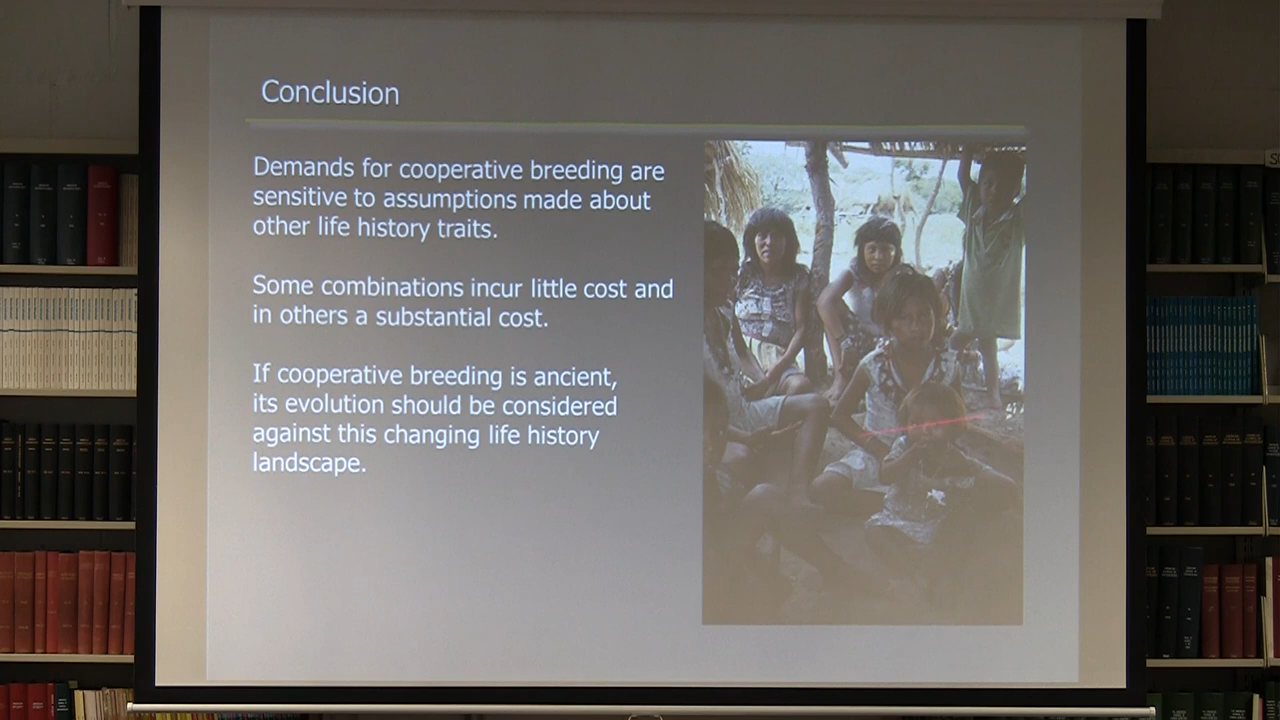 Conclusion
Demands for cooperative breeding are
sensitive to assumptions made about
other life history traits.
Some combinations incur little cost and
in others a substantial cost.
If cooperative breeding is ancient,
its evolution should be considered
against this changing life history
landscape.